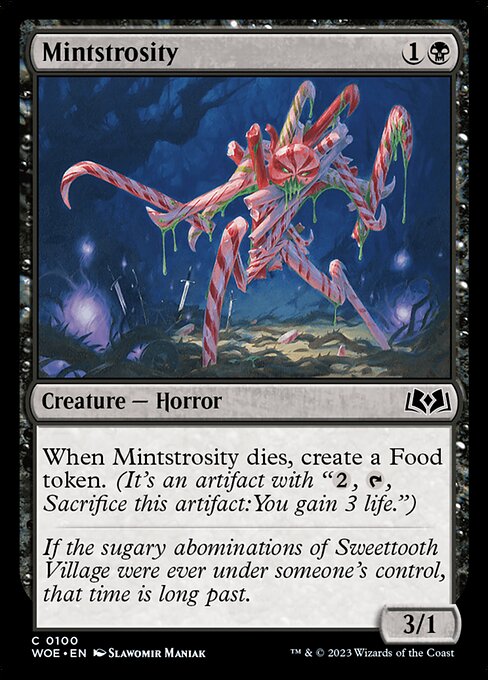 Mintstrosity 1
Creature — Horror
When Mintstrosity dies, create a Food
token. (It's an artifact with “2, ,
Sacrifice this artifact:You gain 3 life.”)
If the sugary abominations of Sweettooth
Village were ever under someone's control,
that time is long past.
3/1
C 0100
WOE • EN SLAWOMIR MANIAK
™ & © 2023 Wizards of the Coast